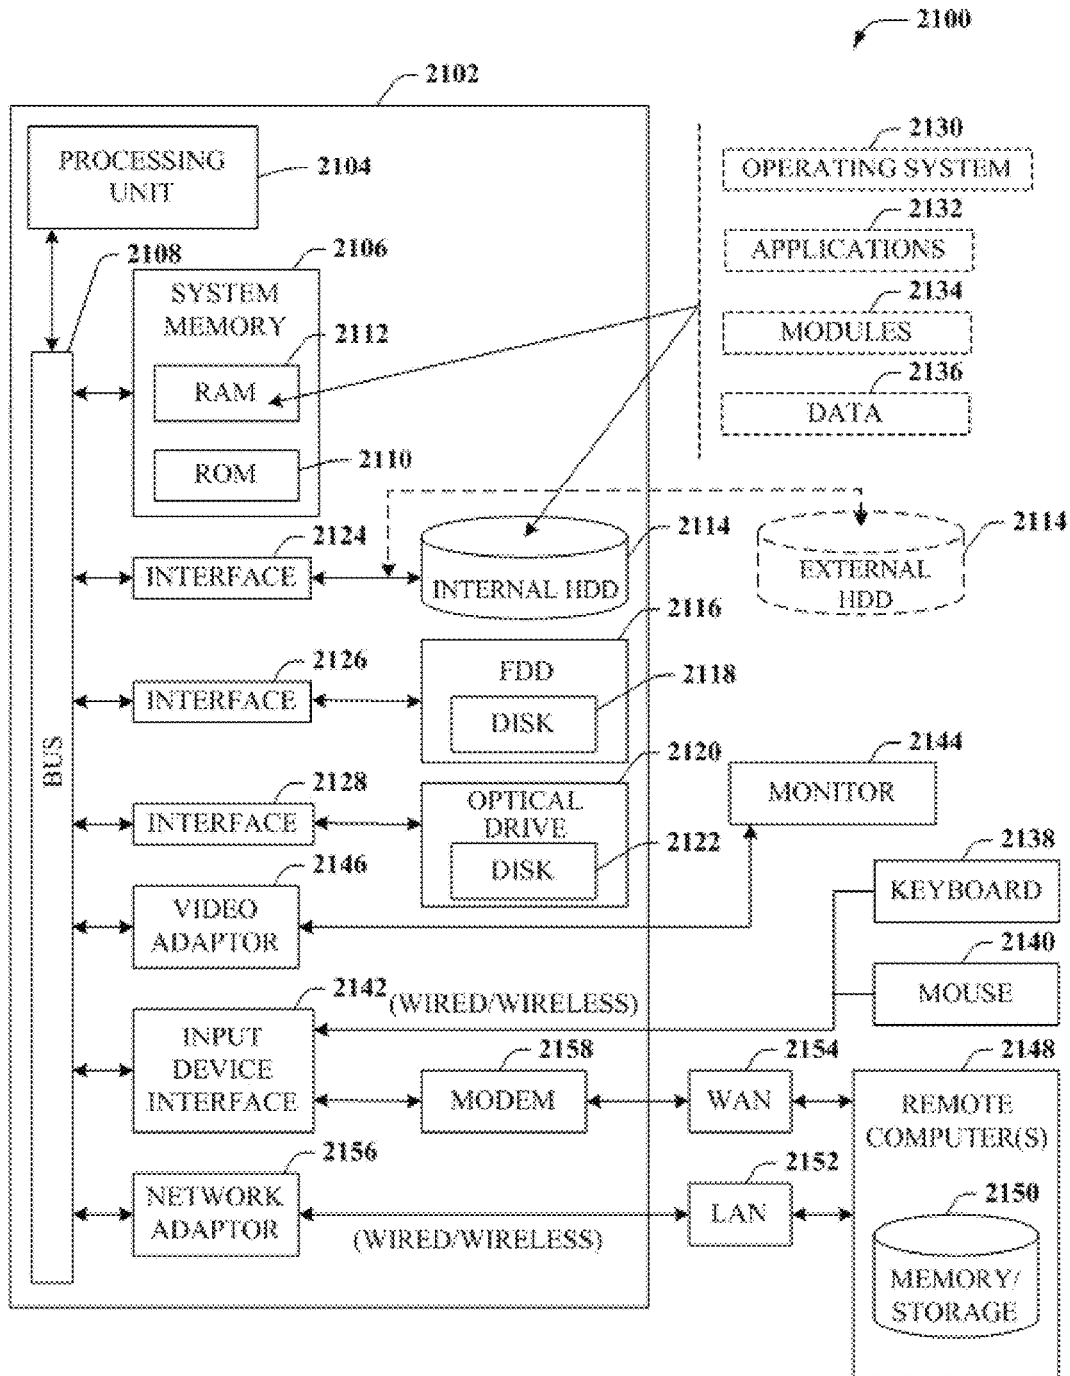 2100
2102
PROCESSING
UNIT
2104
2108
2106
SYSTEM
MEMORY
2112
RAM
2110
ROM
2130
OPERATING SYSTEM
2132
APPLICATIONS
2134
MODULES
2136
DATA
2124
INTERFACE
2114
INTERNAL HDD
2114
EXTERNAL
HDD
2126
INTERFACE
2116
FDD
2118
DISK
BUS
2128
INTERFACE
2120
OPTICAL
DRIVE
2122
DISK
2144
MONITOR
2146
VIDEO
ADAPTOR
2138
KEYBOARD
2140
MOUSE
2142
(WIRED/WIRELESS)
INPUT
DEVICE
INTERFACE
2158
MODEM
2154
WAN
2148
REMOTE
COMPUTER(S)
2156
NETWORK
ADAPTOR
(WIRED/WIRELESS)
2152
LAN
2150
MEMORY/
STORAGE